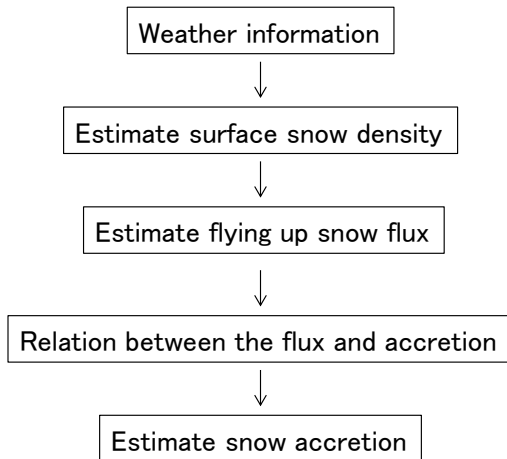 Weather information
Estimate surface snow density
Estimate flying up snow flux
Relation between the flux and accretion
Estimate snow accretion